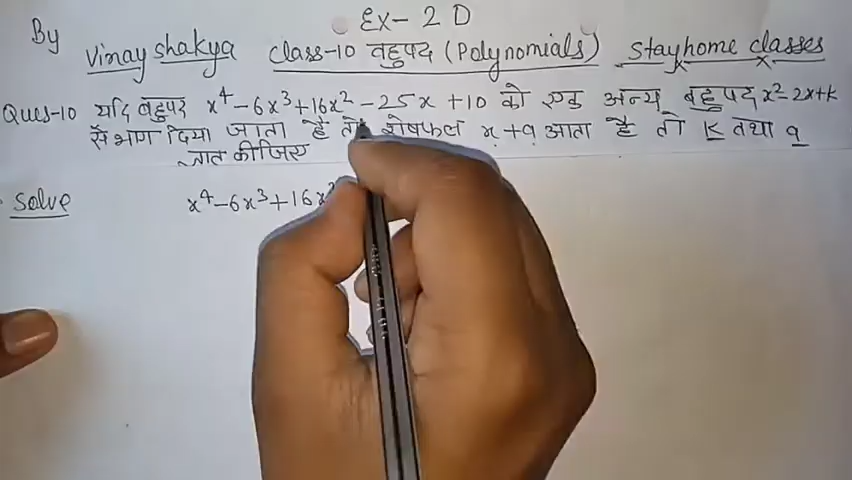 Ex- 2 D
By Vinay shakya Class-10 बहुपद (Polynomials) Stayhome classes
Ques-10 यदि बहुपद x⁴-6x³+16x²-25x+10 को एक अन्य बहुपद x²-2x+k
से भाग दिया जाता है तो शेषफल x+a आता है तो K तथा a
ज्ञात कीजिए
Solve x⁴-6x³+16x²